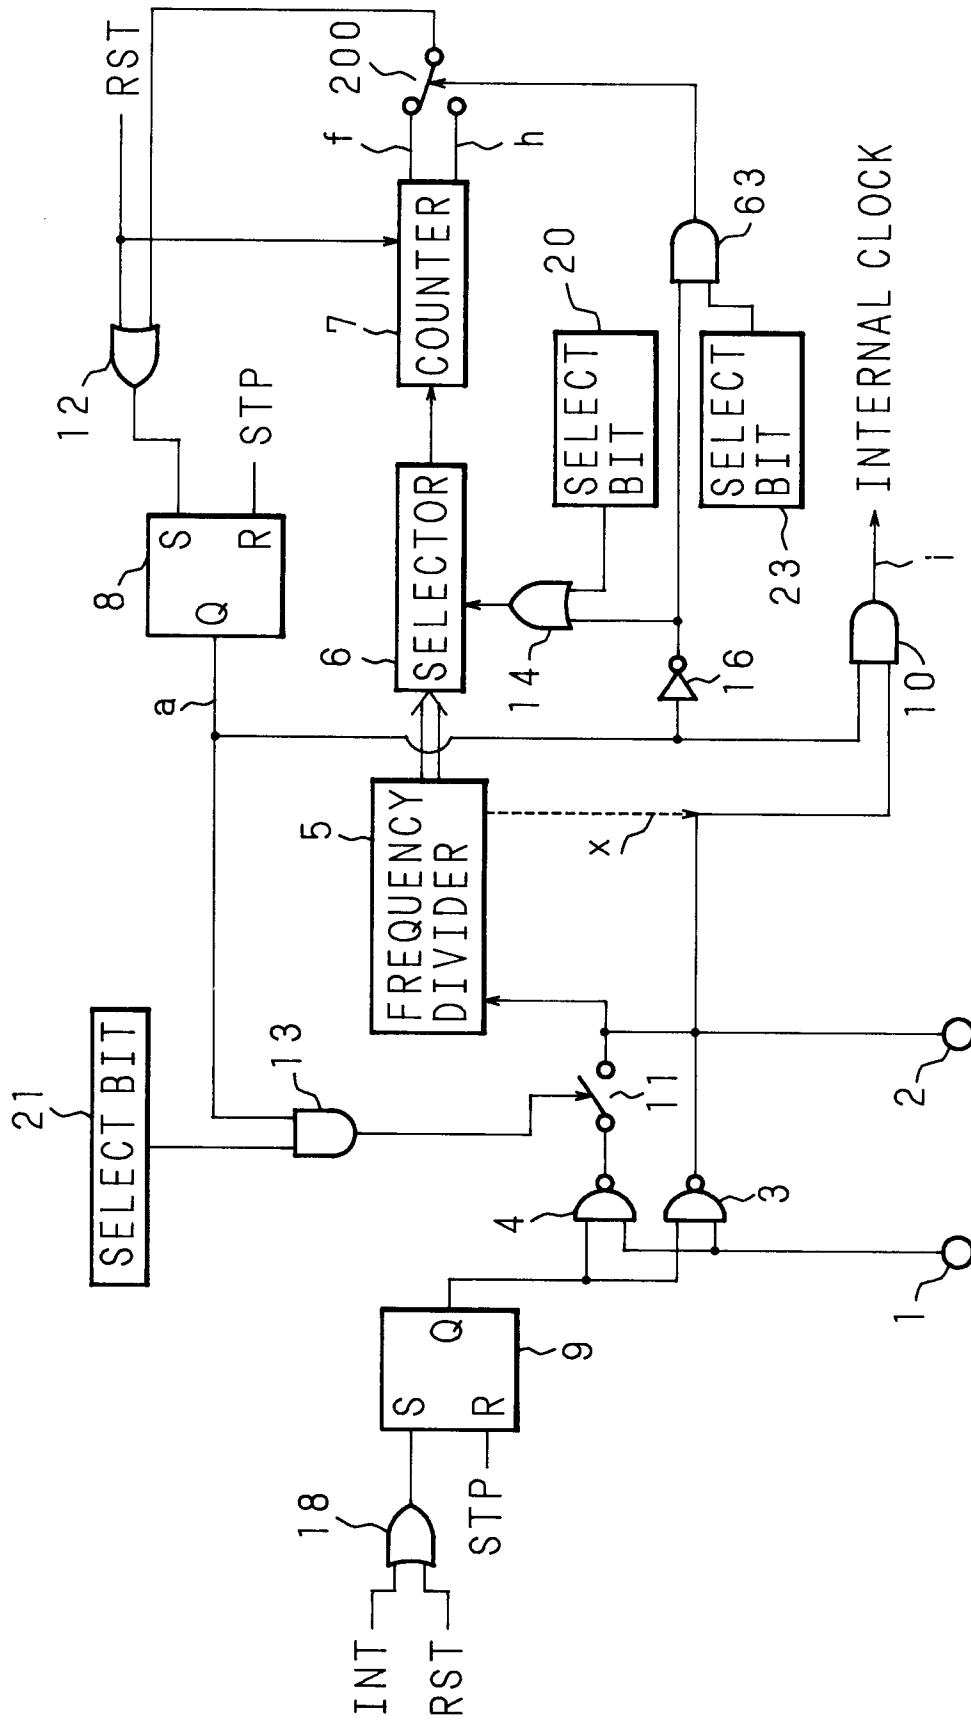 21
SELECT BIT
13
a
8
Q
S
R
STP
12
RST
INT
RST
18
STP
S
R
Q
9
4
3
11
5
FREQUENCY
DIVIDER
x
6
SELECTOR
14
16
7
COUNTER
f
h
200
20
SELECT
BIT
63
SELECT
BIT
23
10
i
INTERNAL CLOCK
1
2